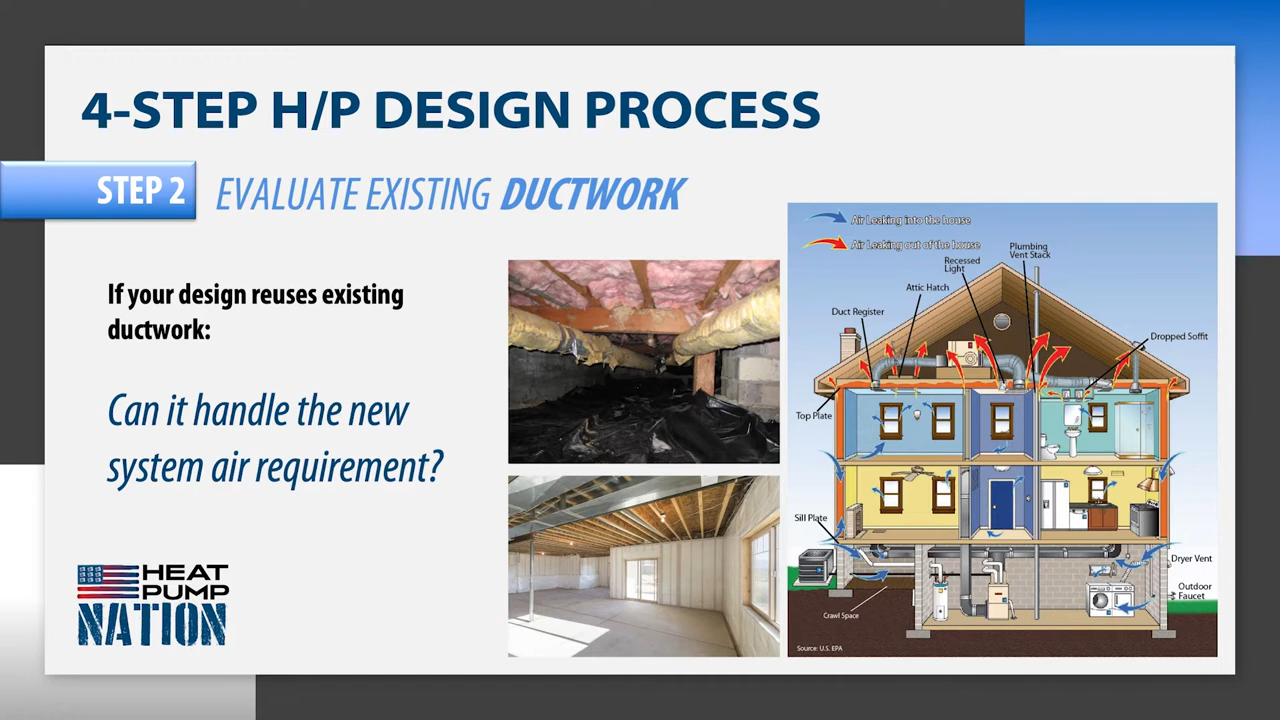 4-STEP H/P DESIGN PROCESS
STEP 2
EVALUATE EXISTING DUCTWORK
If your design reuses existing
ductwork:
Can it handle the new
system air requirement?
HEAT
PUMP
NATION
Air Leaking into the house
Air Leaking out of the house
Plumbing
Vent Stack
Recessed
Light
Attic Hatch
Duct Register
Dropped Soffit
Top Plate
Sill Plate
Dryer Vent
Outdoor
Faucet
Crawl Space
Source: U.S. EPA